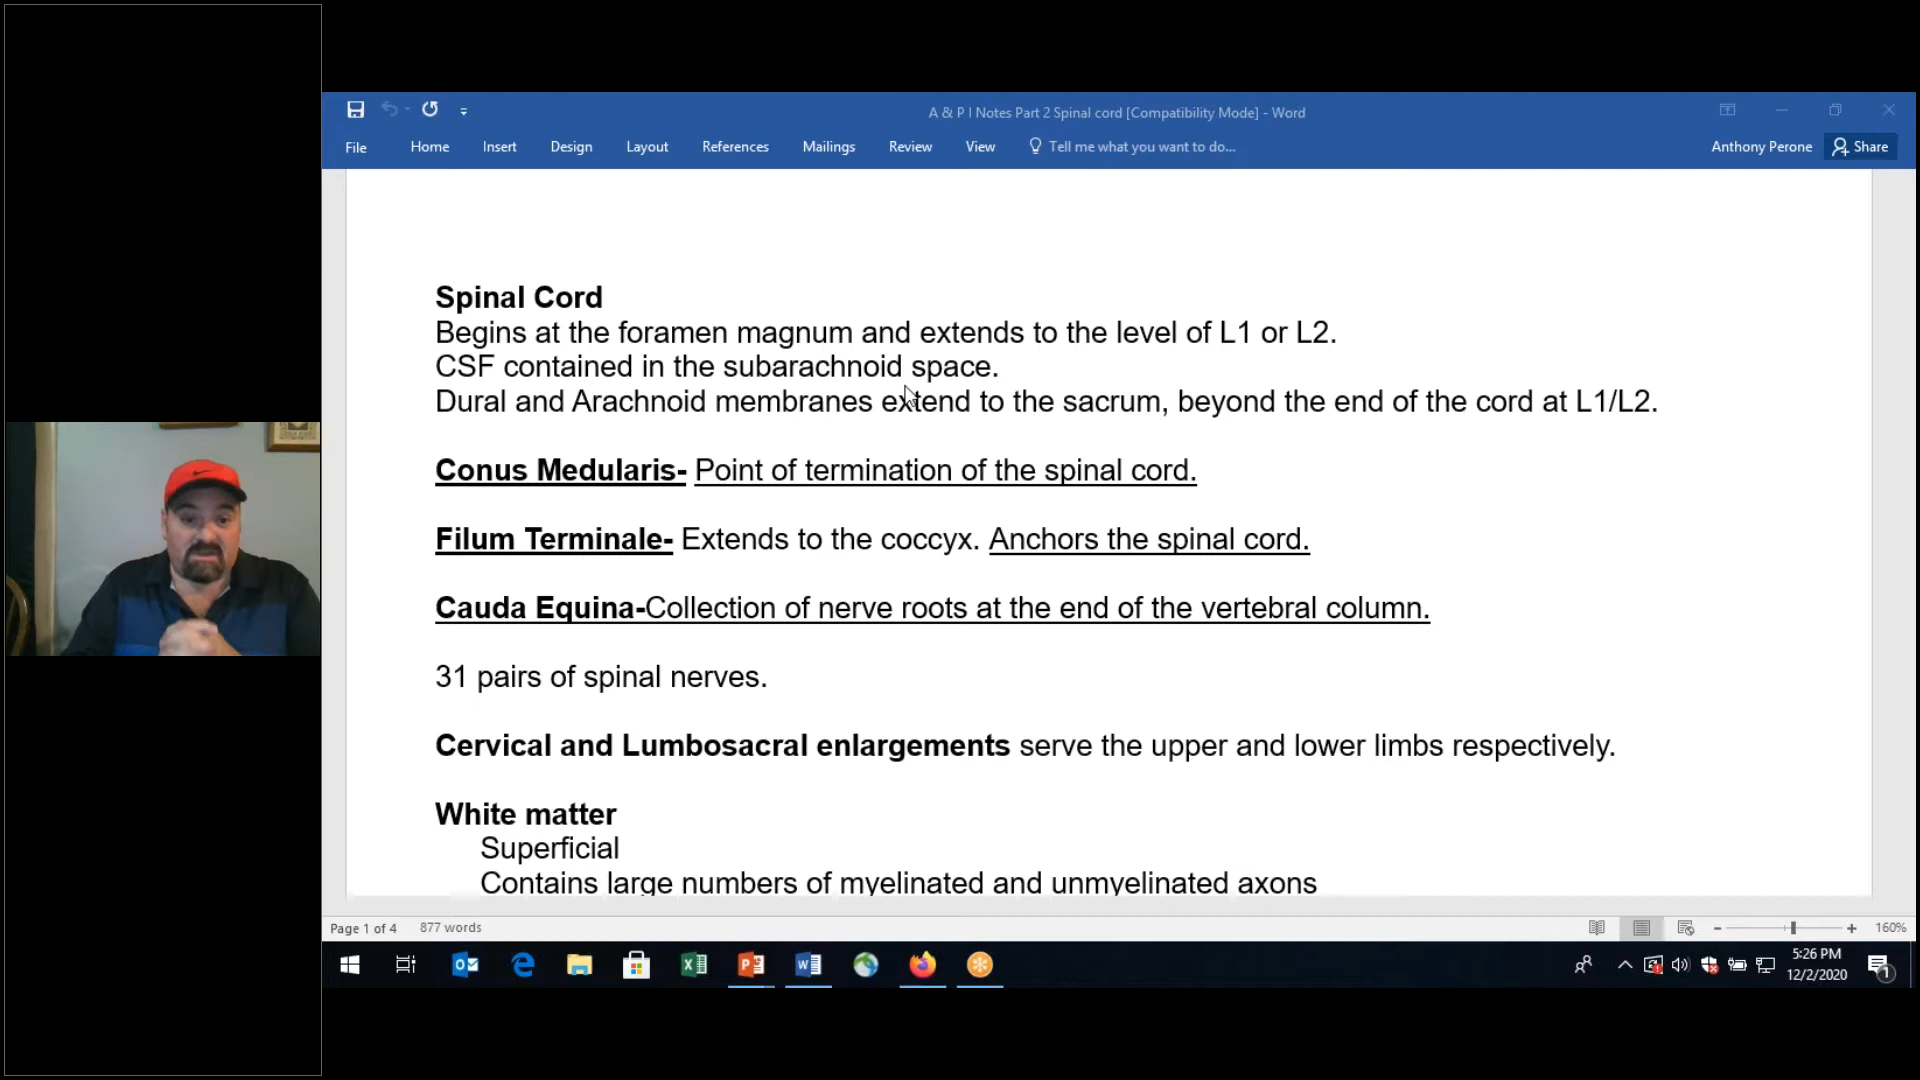 A & P I Notes Part 2 Spinal cord [Compatibility Mode] - Word
File Home Insert Design Layout References Mailings Review View Tell me what you want to do... Anthony Perone Share
Spinal Cord
Begins at the foramen magnum and extends to the level of L1 or L2.
CSF contained in the subarachnoid space.
Dural and Arachnoid membranes extend to the sacrum, beyond the end of the cord at L1/L2.
Conus Medularis- Point of termination of the spinal cord.
Filum Terminale- Extends to the coccyx. Anchors the spinal cord.
Cauda Equina-Collection of nerve roots at the end of the vertebral column.
31 pairs of spinal nerves.
Cervical and Lumbosacral enlargements serve the upper and lower limbs respectively.
White matter
Superficial
Contains large numbers of myelinated and unmyelinated axons
Page 1 of 4 877 words 160%
5:26 PM
12/2/2020
1